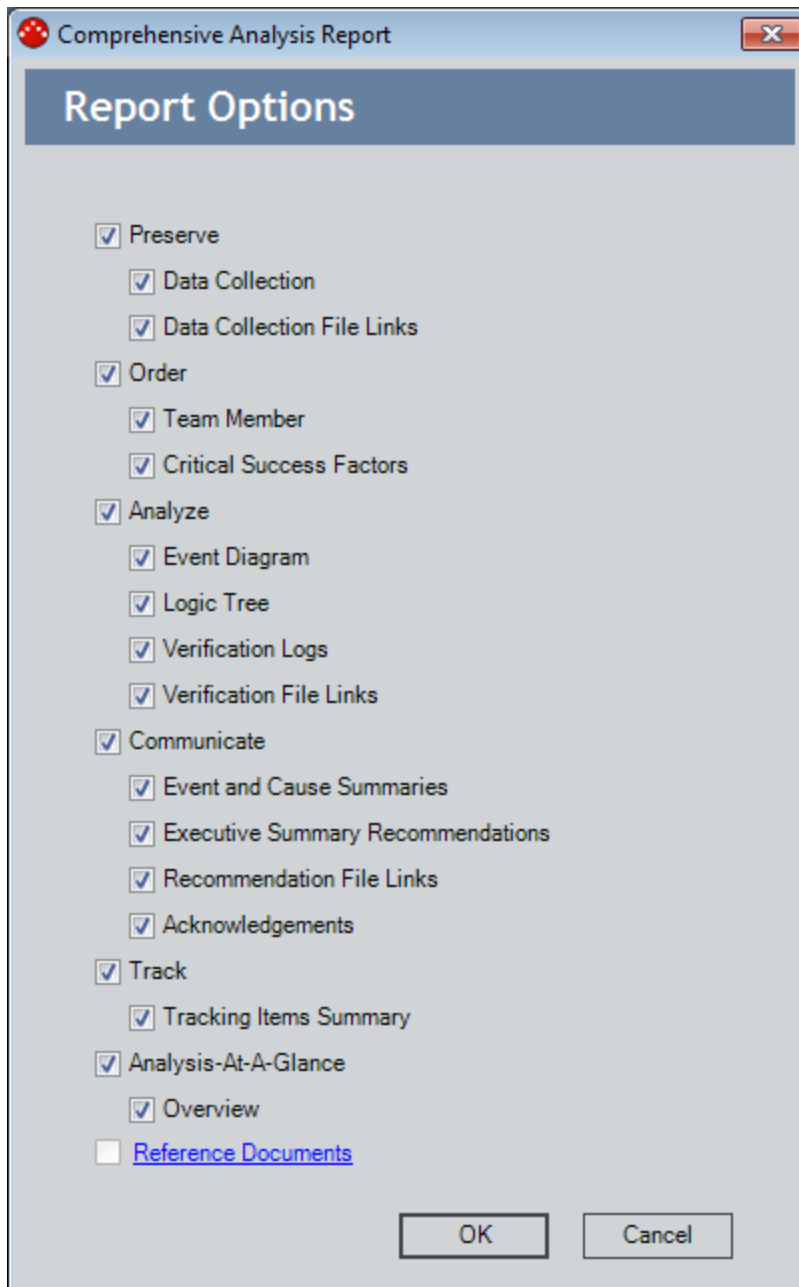 Comprehensive Analysis Report
Report Options
Preserve
Data Collection
Data Collection File Links
Order
Team Member
Critical Success Factors
Analyze
Event Diagram
Logic Tree
Verification Logs
Verification File Links
Communicate
Event and Cause Summaries
Executive Summary Recommendations
Recommendation File Links
Acknowledgements
Track
Tracking Items Summary
Analysis-At-A-Glance
Overview
Reference Documents
OK Cancel